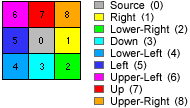 6 7 8
5 0 1
4 3 2
Source (0)
Right (1)
Lower-Right (2)
Down (3)
Lower-Left (4)
Left (5)
Upper-Left (6)
Up (7)
Upper-Right (8)